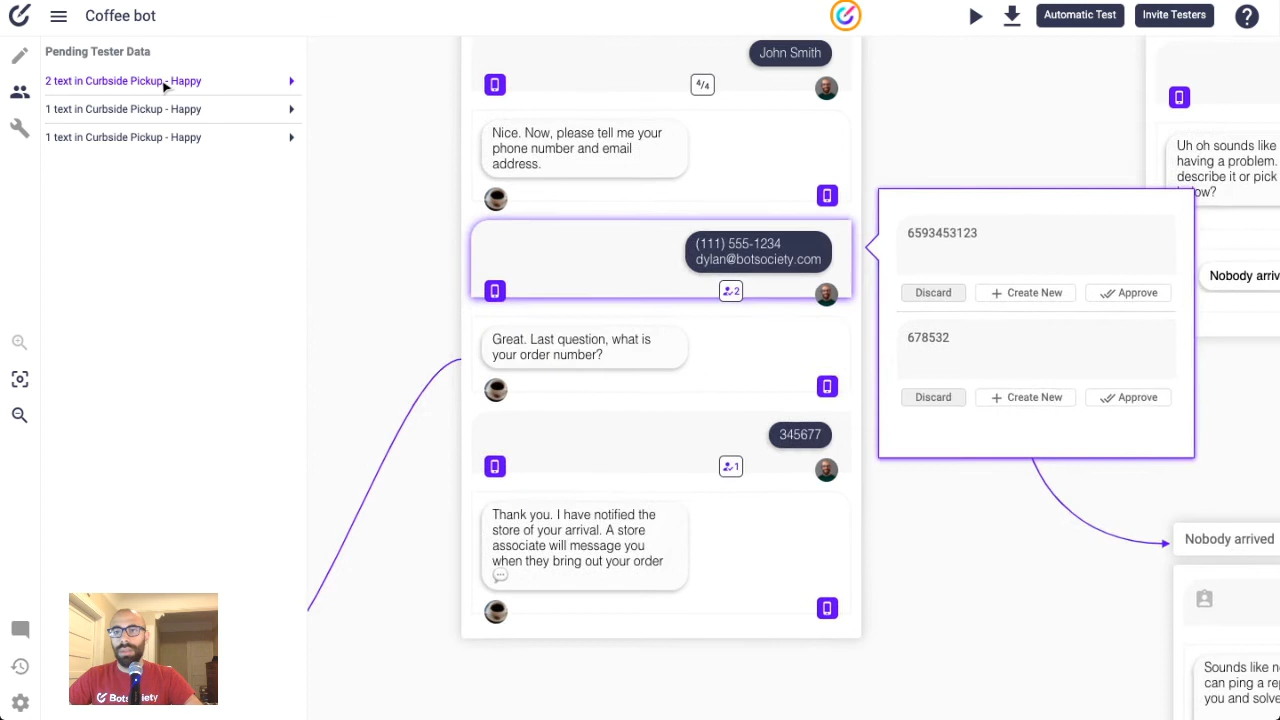 Coffee bot
Automatic Test
Invite Testers
Pending Tester Data
2 text in Curbside Pickup - Happy
1 text in Curbside Pickup - Happy
1 text in Curbside Pickup - Happy
John Smith
4/4
Nice. Now, please tell me your
phone number and email
address.
(111) 555-1234
dylan@botsociety.com
2
Great. Last question, what is
your order number?
345677
1
Thank you. I have notified the
store of your arrival. A store
associate will message you
when they bring out your order
6593453123
Discard
Create New
Approve
678532
Discard
Create New
Approve
Uh oh sounds like
having a problem.
describe it or pick
below?
Nobody arriv
Nobody arrived
Sounds like no
can ping a rep
you and solve
Botsociety